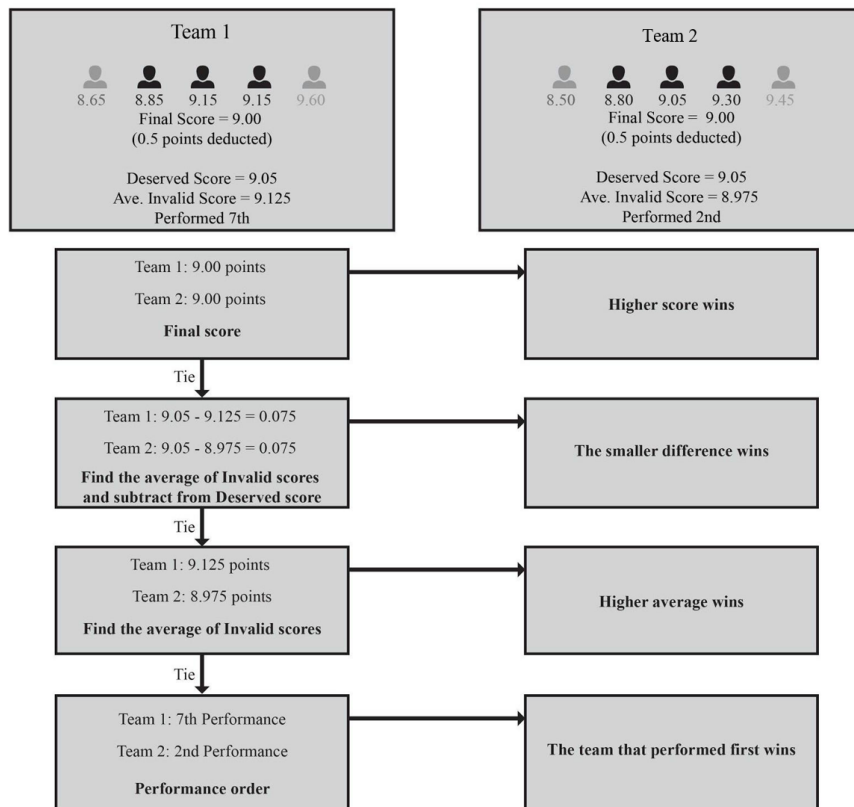 Team 1
8.65 8.85 9.15 9.15 9.60
Final Score = 9.00
(0.5 points deducted)
Deserved Score = 9.05
Ave. Invalid Score = 9.125
Performed 7th
Team 2
8.50 8.80 9.05 9.30 9.45
Final Score = 9.00
(0.5 points deducted)
Deserved Score = 9.05
Ave. Invalid Score = 8.975
Performed 2nd
Team 1: 9.00 points
Team 2: 9.00 points
Final score
Higher score wins
Tie
Team 1: 9.05 - 9.125 = 0.075
Team 2: 9.05 - 8.975 = 0.075
Find the average of Invalid scores
and subtract from Deserved score
The smaller difference wins
Tie
Team 1: 9.125 points
Team 2: 8.975 points
Find the average of Invalid scores
Higher average wins
Tie
Team 1: 7th Performance
Team 2: 2nd Performance
Performance order
The team that performed first wins